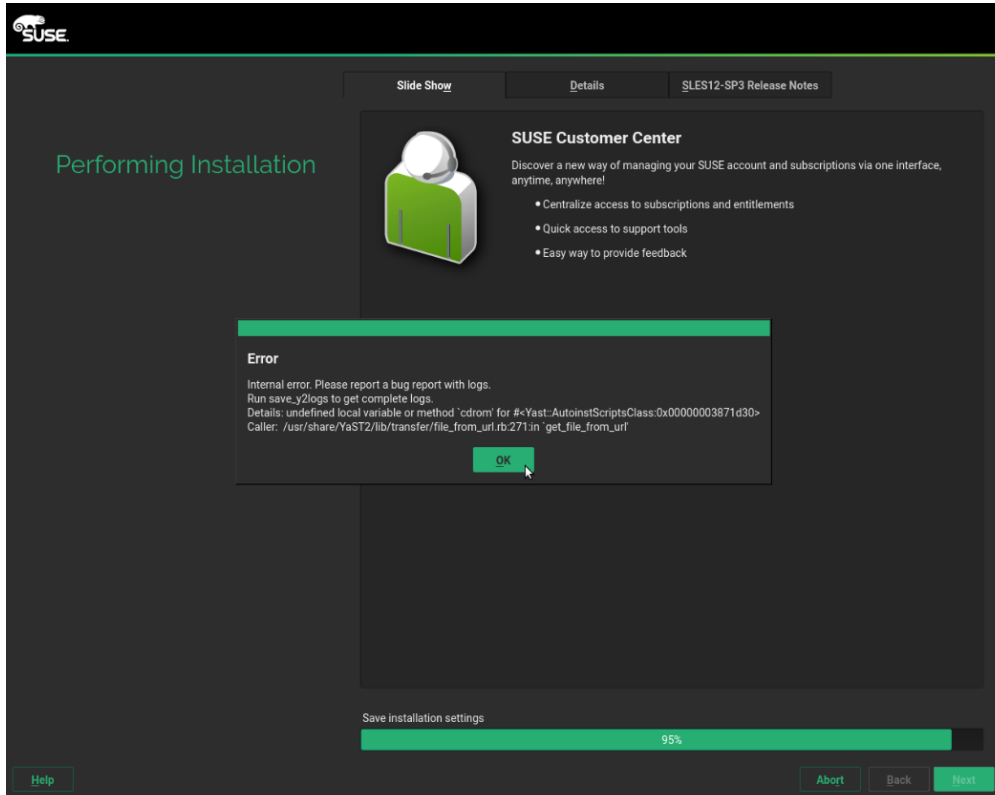 SUSE.
Slide Show
Details
SLES12-SP3 Release Notes
Performing Installation
SUSE Customer Center
Discover a new way of managing your SUSE account and subscriptions via one interface,
anytime, anywhere!
• Centralize access to subscriptions and entitlements
• Quick access to support tools
• Easy way to provide feedback
Error
Internal error. Please report a bug report with logs.
Run save_y2logs to get complete logs.
Details: undefined local variable or method `cdrom' for #<Yast::AutoinstScriptsClass:0x00000003871d30>
Caller: /usr/share/YaST2/lib/transfer/file_from_url.rb:271:in `get_file_from_url'
OK
Save installation settings
95%
Help
Abort
Back
Next